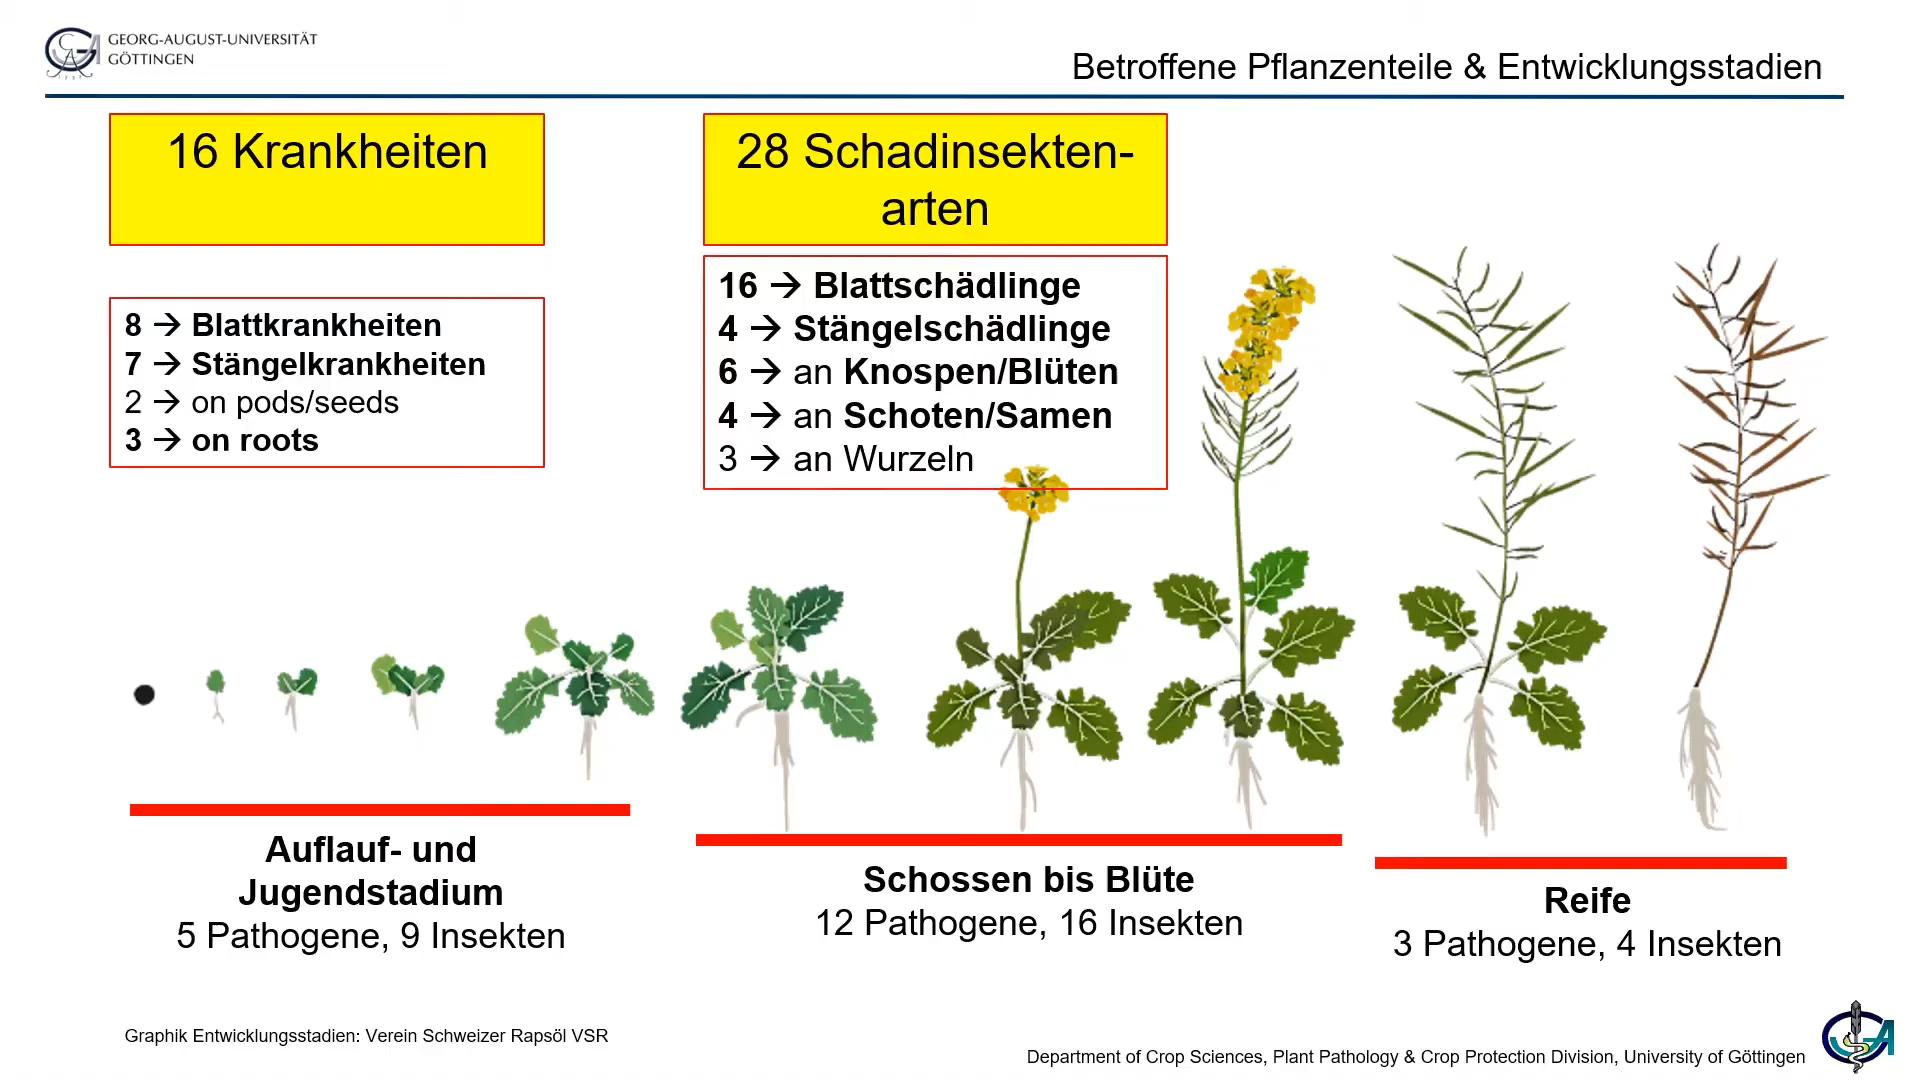 GEORG-AUGUST-UNIVERSITÄT
GÖTTINGEN
Betroffene Pflanzenteile & Entwicklungsstadien
16 Krankheiten
28 Schadinsekten-
arten
8 → Blattkrankheiten
7 → Stängelkrankheiten
2 → on pods/seeds
3 → on roots
16 → Blattschädlinge
4 → Stängelschädlinge
6 → an Knospen/Blüten
4 → an Schoten/Samen
3 → an Wurzeln
Auflauf- und
Jugendstadium
5 Pathogene, 9 Insekten
Schossen bis Blüte
12 Pathogene, 16 Insekten
Reife
3 Pathogene, 4 Insekten
Graphik Entwicklungsstadien: Verein Schweizer Rapsöl VSR
Department of Crop Sciences, Plant Pathology & Crop Protection Division, University of Göttingen